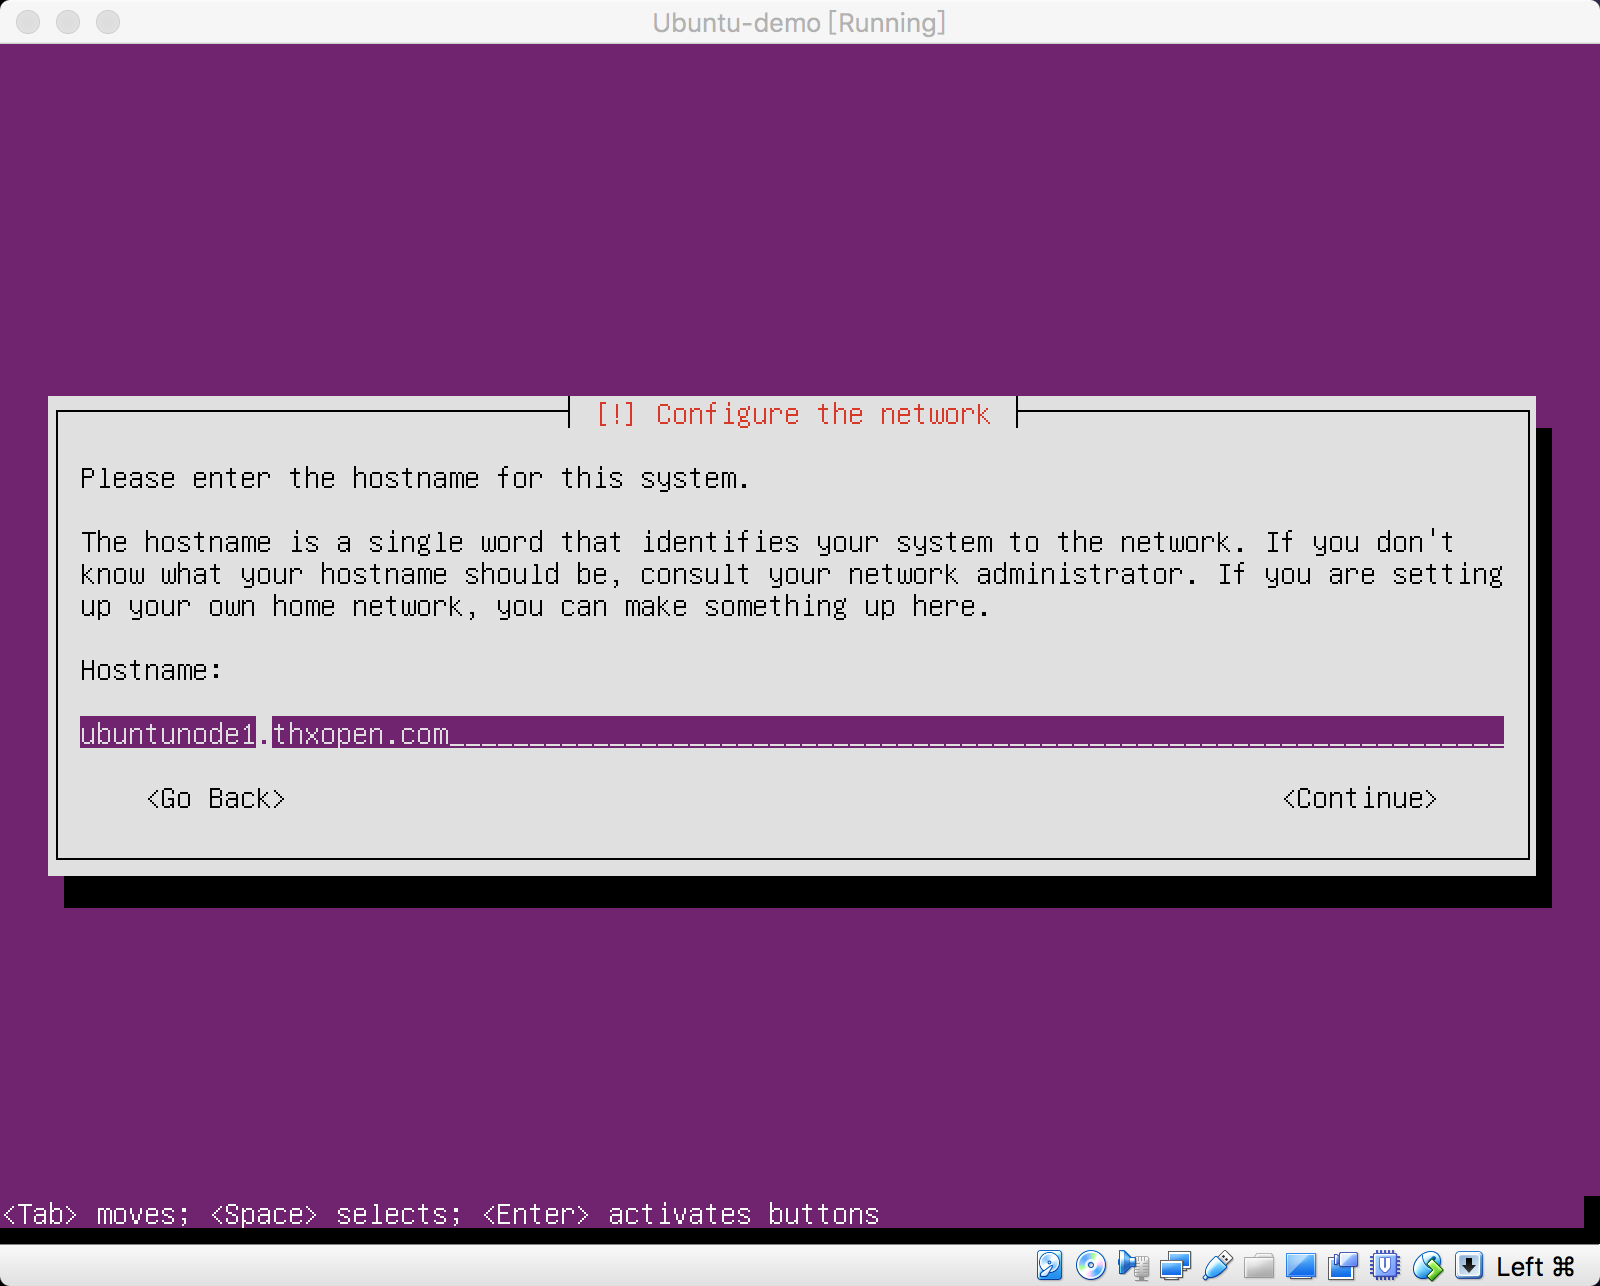 Ubuntu-demo [Running]
[!] Configure the network
Please enter the hostname for this system.
The hostname is a single word that identifies your system to the network. If you don't
know what your hostname should be, consult your network administrator. If you are setting
up your own home network, you can make something up here.
Hostname:
ubuntunode1.thxopen.com
<Go Back> <Continue>
<Tab> moves; <Space> selects; <Enter> activates buttons
Left ⌘